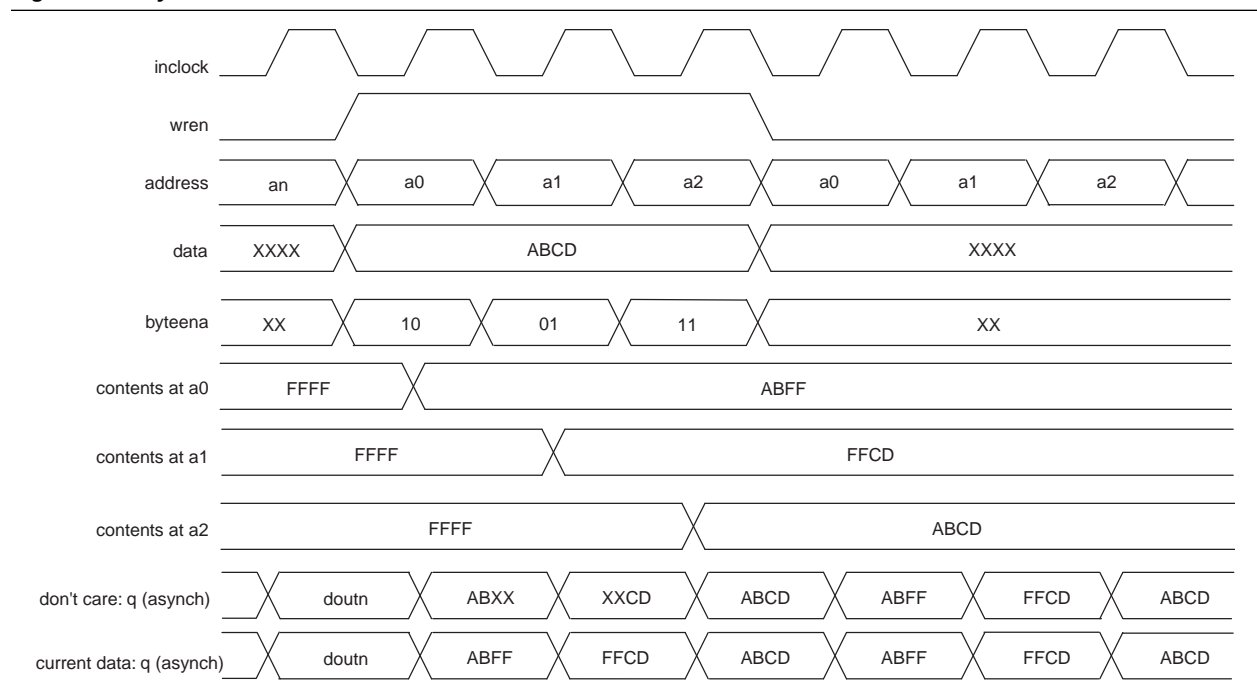 inclock
wren
address an a0 a1 a2 a0 a1 a2
data XXXX ABCD XXXX
byteena XX 10 01 11 XX
contents at a0 FFFF ABFF
contents at a1 FFFF FFCD
contents at a2 FFFF ABCD
don't care: q (asynch) doutn ABXX XXCD ABCD ABFF FFCD ABCD
current data: q (asynch) doutn ABFF FFCD ABCD ABFF FFCD ABCD